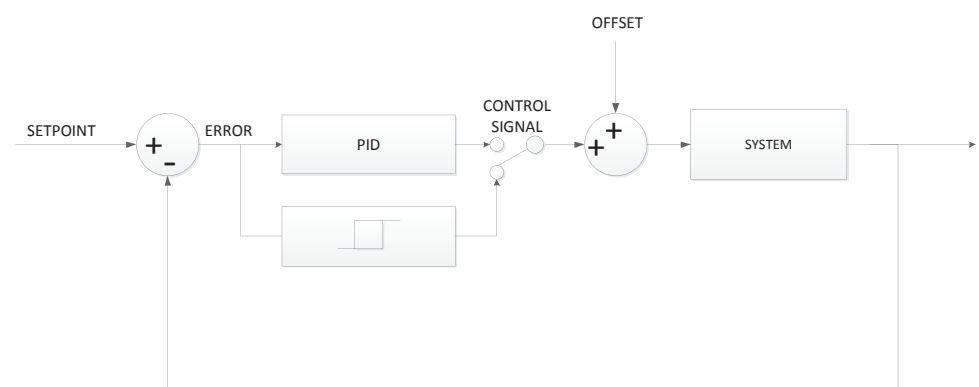 OFFSET
SETPOINT
ERROR
PID
CONTROL
SIGNAL
SYSTEM
+
-
+
+